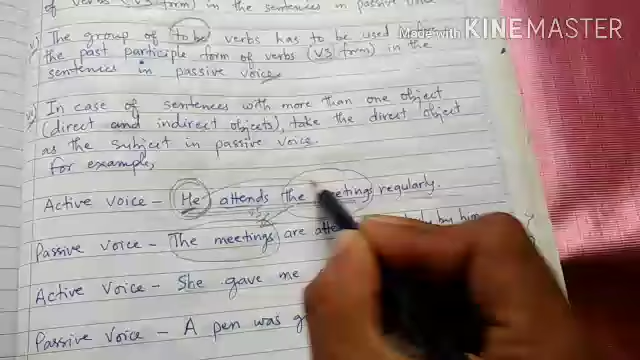 of verbs (V3 form) in the sentences in passive voice
Made with KINEMASTER
v) The group of to be verbs has to be used before
the past participle form of verbs (V3 form) in the
sentences in passive voice
In case of sentences with more than one object
(direct and indirect objects), take the direct object
as the subject in passive voice.
For example,
Active voice - He attends the meetings regularly.
Passive voice - The meetings are by him
Active Voice - She gave me
Passive Voice - A pen was